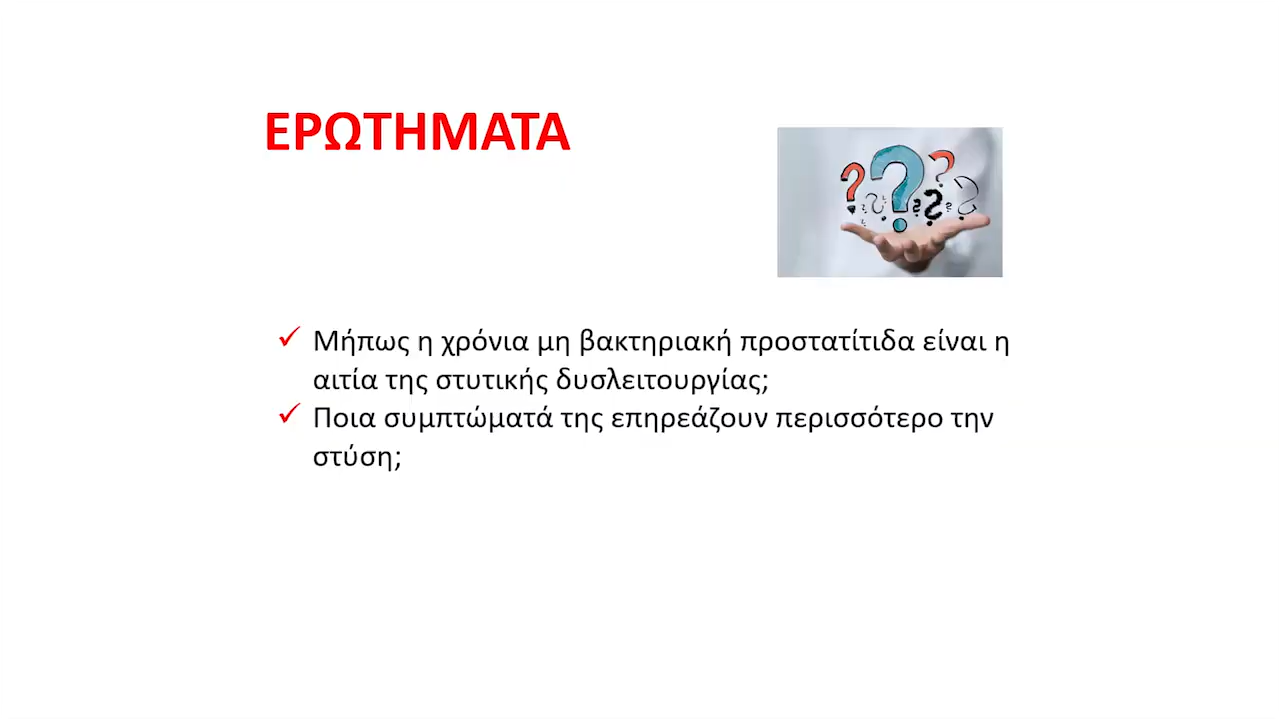 ΕΡΩΤΗΜΑΤΑ
Μήπως η χρόνια μη βακτηριακή προστατίτιδα είναι η
αιτία της στυτικής δυσλειτουργίας;
Ποια συμπτώματά της επηρεάζουν περισσότερο την
στύση;